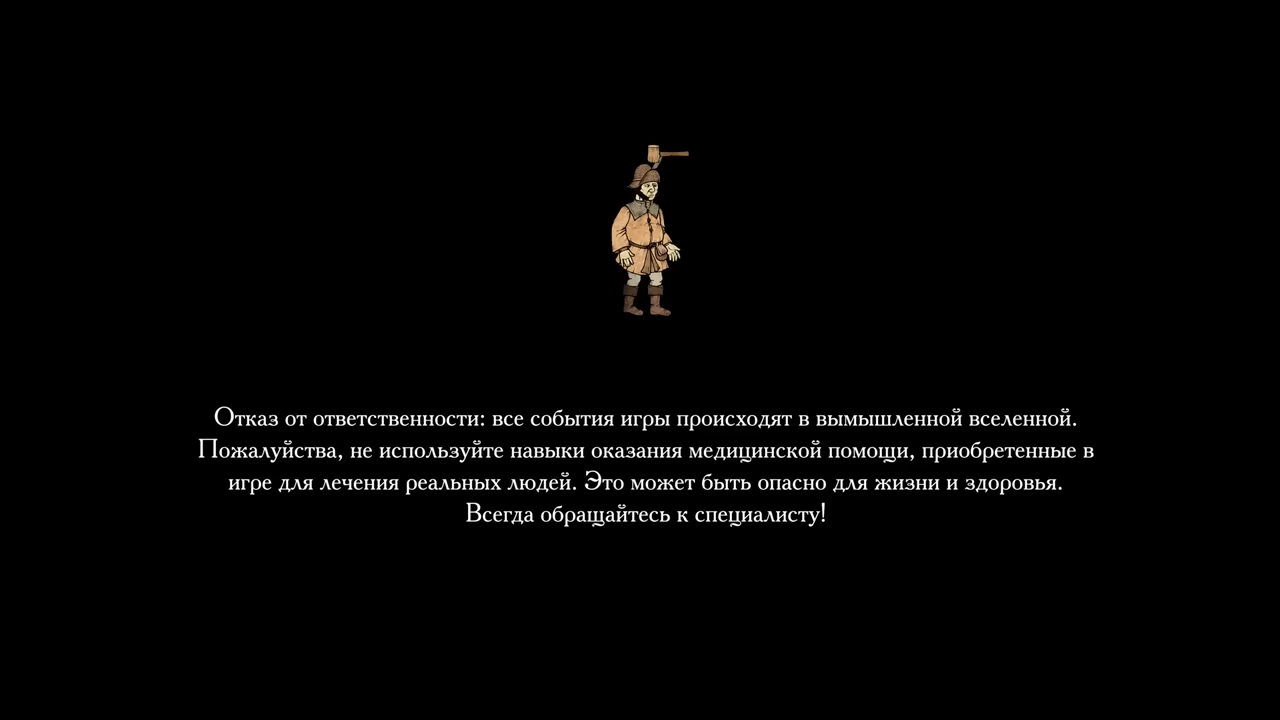 Отказ от ответственности: все события игры происходят в вымышленной вселенной.
Пожалуйства, не используйте навыки оказания медицинской помощи, приобретенные в
игре для лечения реальных людей. Это может быть опасно для жизни и здоровья.
Всегда обращайтесь к специалисту!